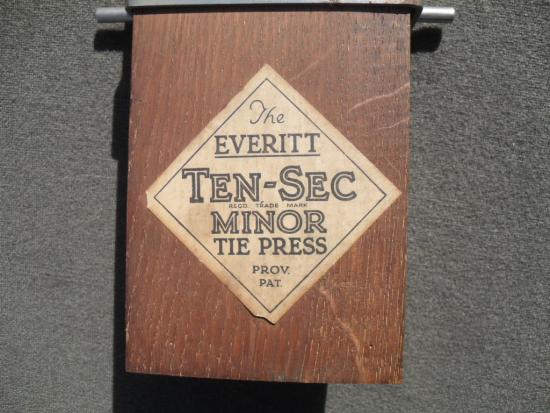 The
EVERITT
TEN-SEC
REGD. TRADE MARK
MINOR
TIE PRESS
PROV.
PAT.